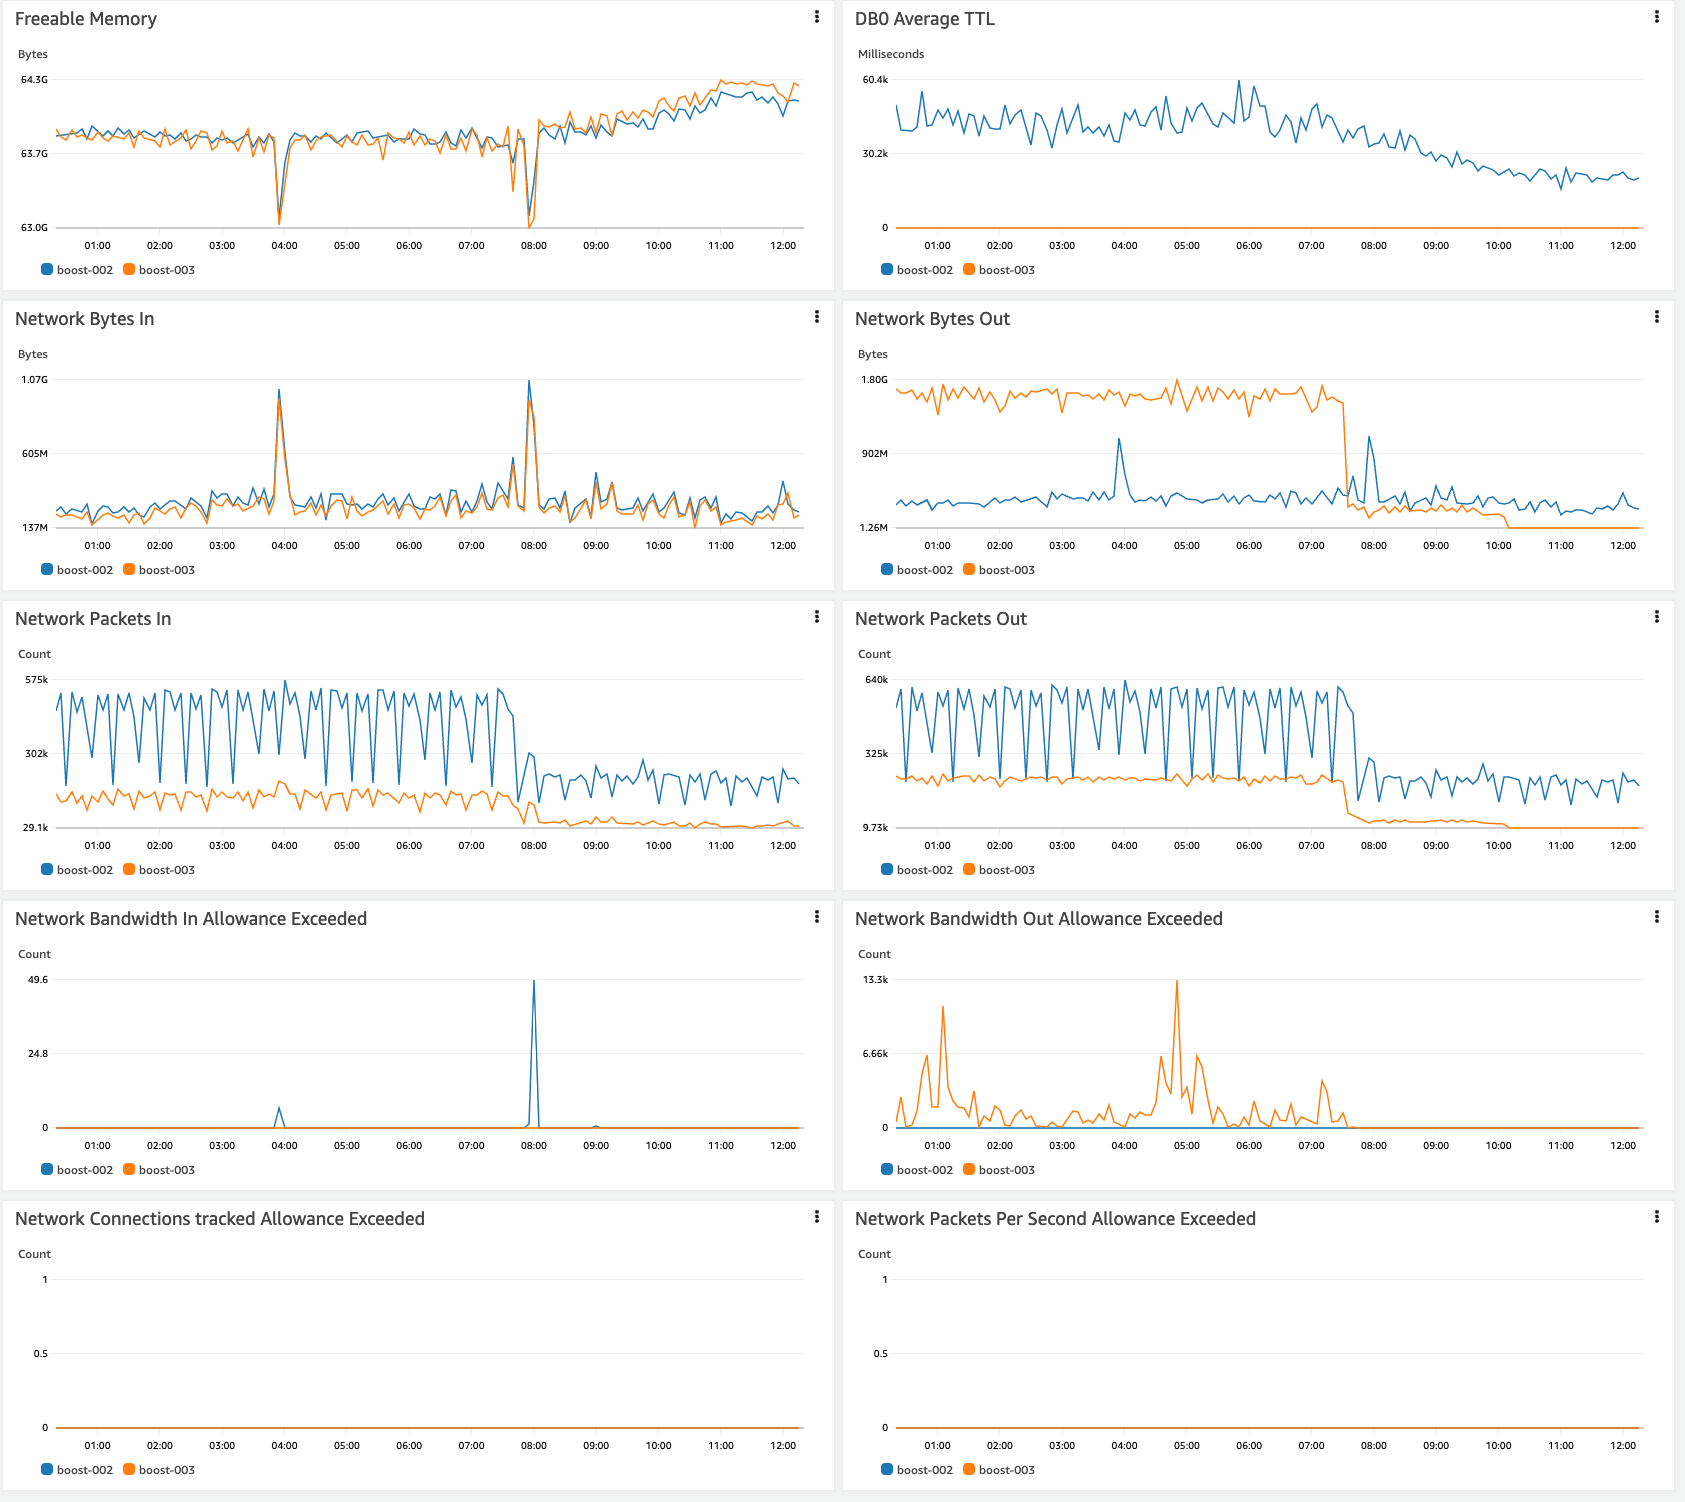 Freeable Memory
Bytes
64.3G
63.7G
63.0G
01:00 02:00 03:00 04:00 05:00 06:00 07:00 08:00 09:00 10:00 11:00 12:00
boost-002 boost-003
DB0 Average TTL
Milliseconds
60.4k
30.2k
0
01:00 02:00 03:00 04:00 05:00 06:00 07:00 08:00 09:00 10:00 11:00 12:00
boost-002 boost-003
Network Bytes In
Bytes
1.07G
605M
137M
01:00 02:00 03:00 04:00 05:00 06:00 07:00 08:00 09:00 10:00 11:00 12:00
boost-002 boost-003
Network Bytes Out
Bytes
1.80G
902M
1.26M
01:00 02:00 03:00 04:00 05:00 06:00 07:00 08:00 09:00 10:00 11:00 12:00
boost-002 boost-003
Network Packets In
Count
575k
302k
29.1k
01:00 02:00 03:00 04:00 05:00 06:00 07:00 08:00 09:00 10:00 11:00 12:00
boost-002 boost-003
Network Packets Out
Count
640k
325k
9.73k
01:00 02:00 03:00 04:00 05:00 06:00 07:00 08:00 09:00 10:00 11:00 12:00
boost-002 boost-003
Network Bandwidth In Allowance Exceeded
Count
49.6
24.8
0
01:00 02:00 03:00 04:00 05:00 06:00 07:00 08:00 09:00 10:00 11:00 12:00
boost-002 boost-003
Network Bandwidth Out Allowance Exceeded
Count
13.3k
6.66k
0
01:00 02:00 03:00 04:00 05:00 06:00 07:00 08:00 09:00 10:00 11:00 12:00
boost-002 boost-003
Network Connections tracked Allowance Exceeded
Count
1
0.5
0
01:00 02:00 03:00 04:00 05:00 06:00 07:00 08:00 09:00 10:00 11:00 12:00
boost-002 boost-003
Network Packets Per Second Allowance Exceeded
Count
1
0.5
0
01:00 02:00 03:00 04:00 05:00 06:00 07:00 08:00 09:00 10:00 11:00 12:00
boost-002 boost-003